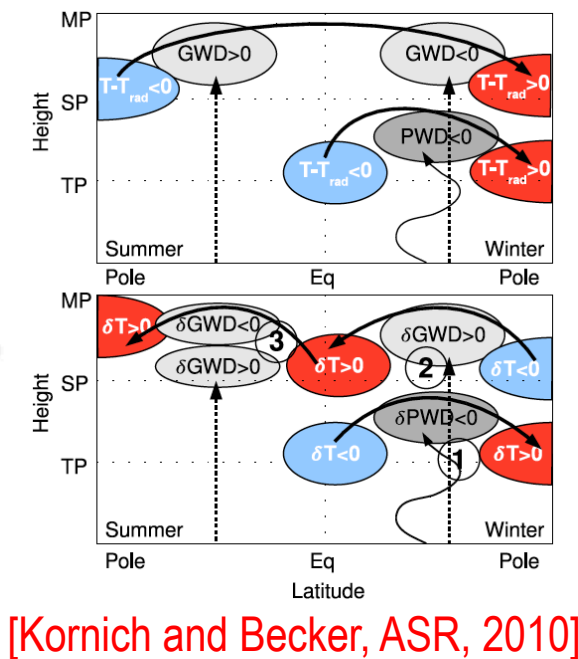 MP
GWD>0
GWD<0
T-Trad<0
T-Trad>0
SP
Height
PWD<0
T-Trad<0
T-Trad>0
TP
Summer
Winter
Pole
Eq
Pole
MP
δT>0
δGWD<0
3
δGWD>0
δGWD>0
2
δT>0
δT<0
SP
Height
δPWD<0
δT<0
1
δT>0
TP
Summer
Winter
Pole
Eq
Pole
Latitude
[Kornich and Becker, ASR, 2010]